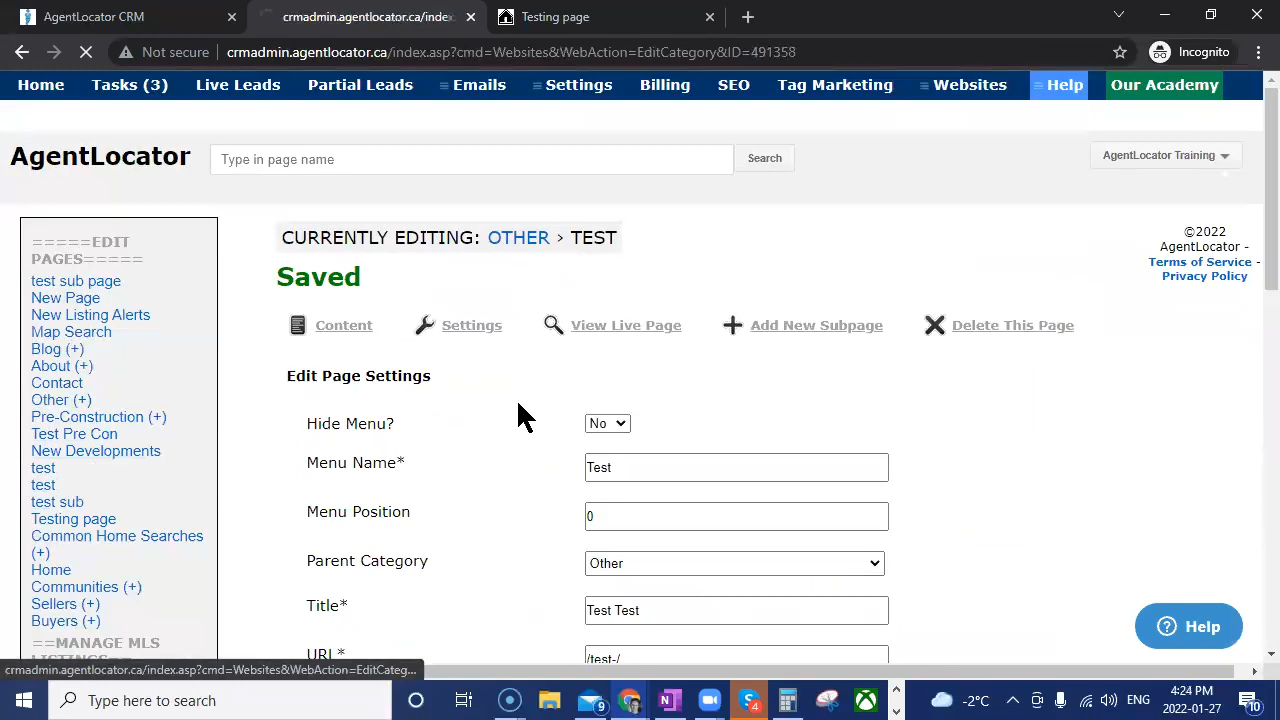 AgentLocator CRM
crmadmin.agentlocator.ca/inde
Testing page
Not secure
crmadmin.agentlocator.ca/index.asp?cmd=Websites&WebAction=EditCategory&ID=491358
Incognito
Home
Tasks (3)
Live Leads
Partial Leads
Emails
Settings
Billing
SEO
Tag Marketing
Websites
Help
Our Academy
AgentLocator
Type in page name
Search
AgentLocator Training
=====EDIT
PAGES=====
test sub page
New Page
New Listing Alerts
Map Search
Blog (+)
About (+)
Contact
Other (+)
Pre-Construction (+)
Test Pre Con
New Developments
test
test
test sub
Testing page
Common Home Searches
(+)
Home
Communities (+)
Sellers (+)
Buyers (+)
==MANAGE MLS
LISTINGS==
CURRENTLY EDITING: OTHER › TEST
Saved
Content
Settings
View Live Page
Add New Subpage
Delete This Page
Edit Page Settings
Hide Menu?
No
Menu Name*
Test
Menu Position
0
Parent Category
Other
Title*
Test Test
URL*
/test-/
©2022
AgentLocator -
Terms of Service -
Privacy Policy
Help
crmadmin.agentlocator.ca/index.asp?cmd=Websites&WebAction=EditCateg...
Type here to search
9
4
-2°C
ENG
4:24 PM
2022-01-27
10